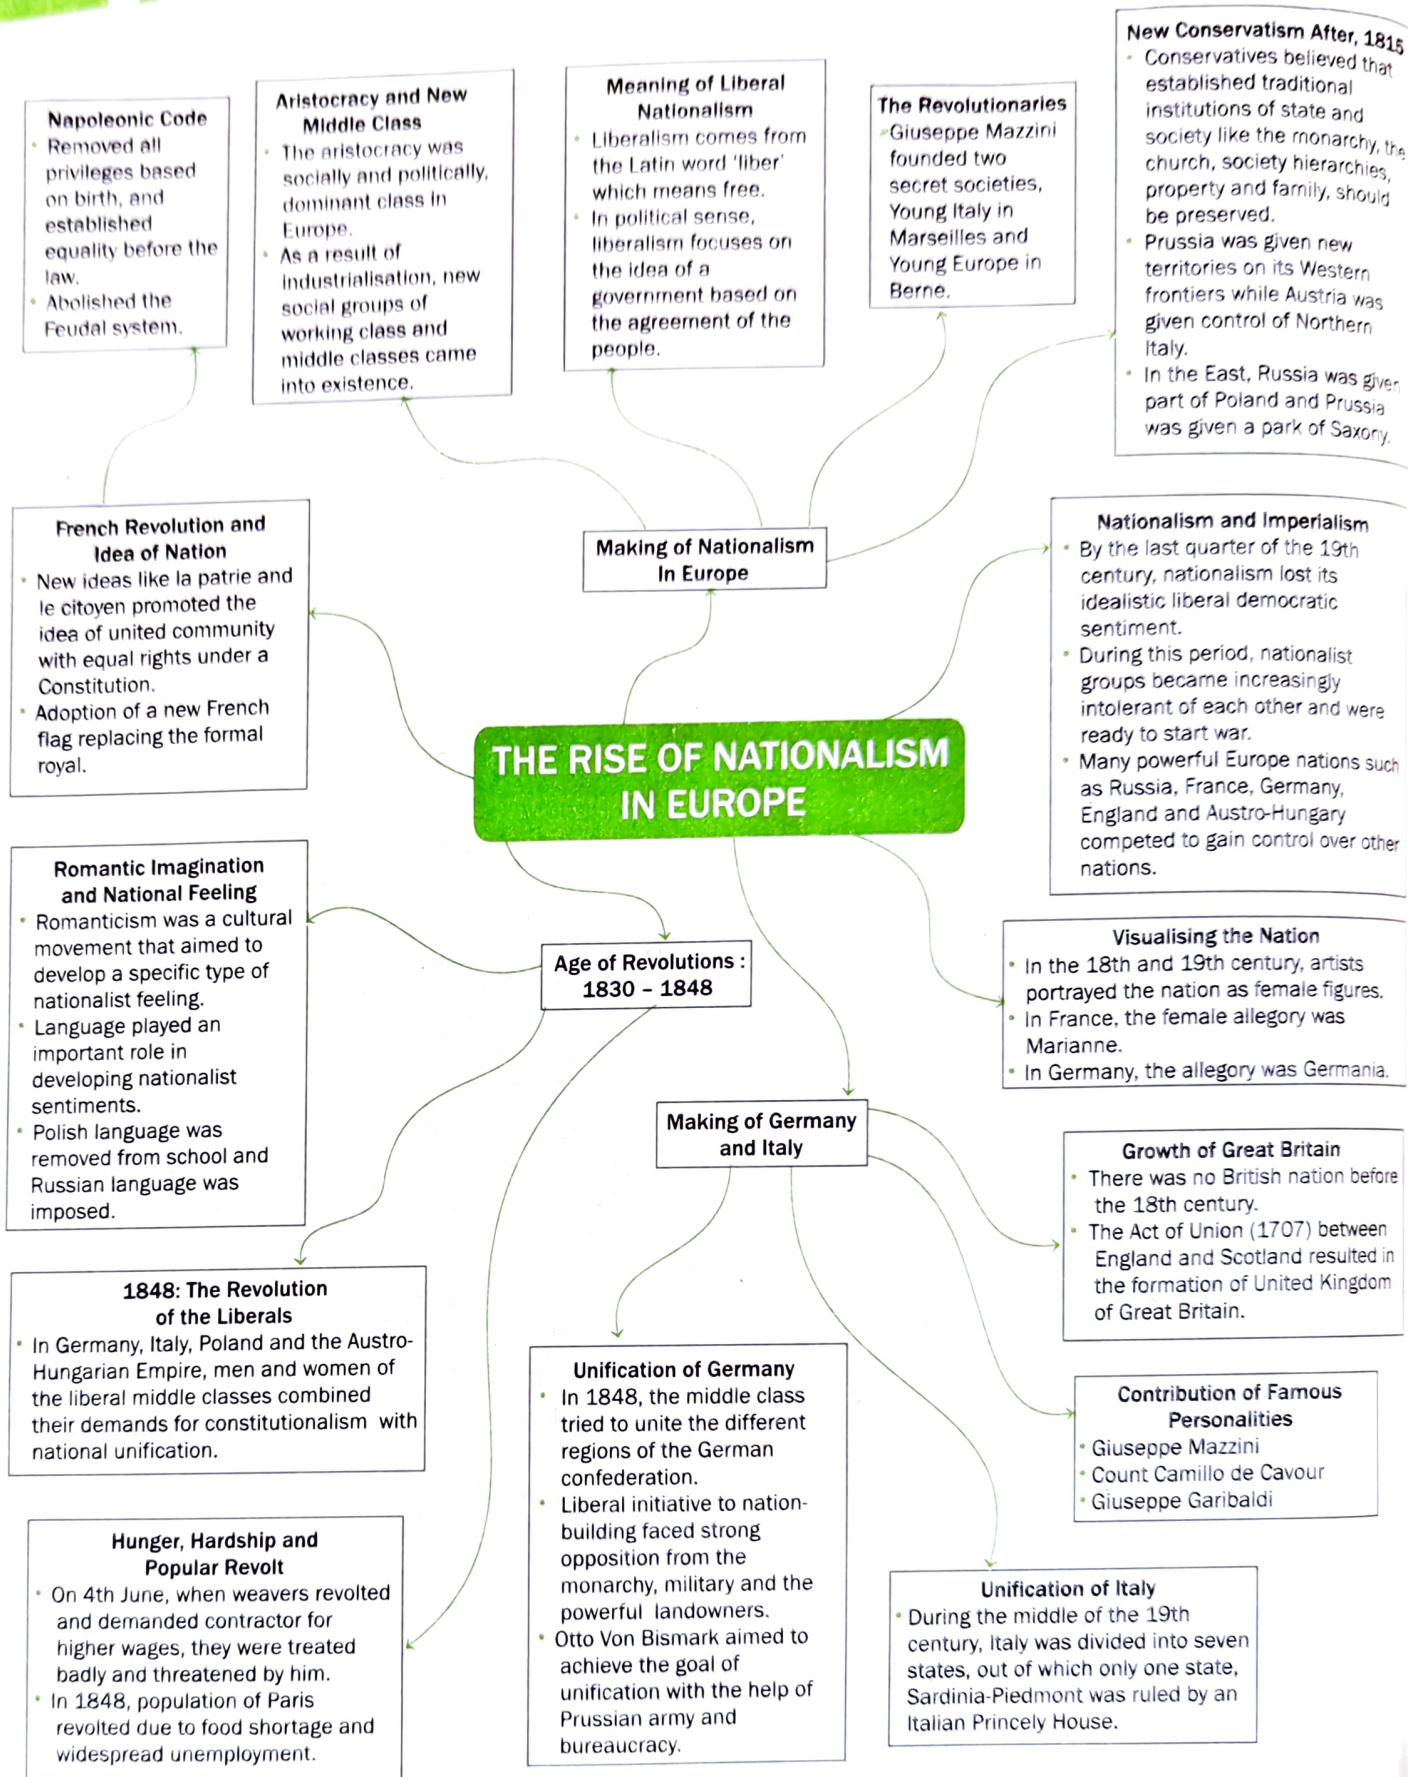 Napoleonic Code
• Removed all
privileges based
on birth, and
established
equality before the
law.
• Abolished the
Feudal system.
Aristocracy and New
Middle Class
• The aristocracy was
socially and politically,
dominant class in
Europe.
• As a result of
industrialisation, new
social groups of
working class and
middle classes came
into existence.
Meaning of Liberal
Nationalism
• Liberalism comes from
the Latin word 'liber'
which means free.
• In political sense,
liberalism focuses on
the idea of a
government based on
the agreement of the
people.
The Revolutionaries
• Giuseppe Mazzini
founded two
secret societies,
Young Italy in
Marseilles and
Young Europe in
Berne.
New Conservatism After, 1815
• Conservatives believed that
established traditional
institutions of state and
society like the monarchy, the
church, society hierarchies,
property and family, should
be preserved.
• Prussia was given new
territories on its Western
frontiers while Austria was
given control of Northern
Italy.
• In the East, Russia was given
part of Poland and Prussia
was given a park of Saxony.
French Revolution and
Idea of Nation
• New ideas like la patrie and
le citoyen promoted the
idea of united community
with equal rights under a
Constitution.
• Adoption of a new French
flag replacing the formal
royal.
Making of Nationalism
In Europe
Nationalism and Imperialism
• By the last quarter of the 19th
century, nationalism lost its
idealistic liberal democratic
sentiment.
• During this period, nationalist
groups became increasingly
intolerant of each other and were
ready to start war.
• Many powerful Europe nations such
as Russia, France, Germany,
England and Austro-Hungary
competed to gain control over other
nations.
THE RISE OF NATIONALISM
IN EUROPE
Romantic Imagination
and National Feeling
• Romanticism was a cultural
movement that aimed to
develop a specific type of
nationalist feeling.
• Language played an
important role in
developing nationalist
sentiments.
• Polish language was
removed from school and
Russian language was
imposed.
Age of Revolutions :
1830 – 1848
Visualising the Nation
• In the 18th and 19th century, artists
portrayed the nation as female figures.
• In France, the female allegory was
Marianne.
• In Germany, the allegory was Germania.
Making of Germany
and Italy
Growth of Great Britain
• There was no British nation before
the 18th century.
• The Act of Union (1707) between
England and Scotland resulted in
the formation of United Kingdom
of Great Britain.
1848: The Revolution
of the Liberals
• In Germany, Italy, Poland and the Austro-
Hungarian Empire, men and women of
the liberal middle classes combined
their demands for constitutionalism with
national unification.
Unification of Germany
• In 1848, the middle class
tried to unite the different
regions of the German
confederation.
• Liberal initiative to nation-
building faced strong
opposition from the
monarchy, military and the
powerful landowners.
• Otto Von Bismark aimed to
achieve the goal of
unification with the help of
Prussian army and
bureaucracy.
Contribution of Famous
Personalities
• Giuseppe Mazzini
• Count Camillo de Cavour
• Giuseppe Garibaldi
Hunger, Hardship and
Popular Revolt
• On 4th June, when weavers revolted
and demanded contractor for
higher wages, they were treated
badly and threatened by him.
• In 1848, population of Paris
revolted due to food shortage and
widespread unemployment.
Unification of Italy
• During the middle of the 19th
century, Italy was divided into seven
states, out of which only one state,
Sardinia-Piedmont was ruled by an
Italian Princely House.